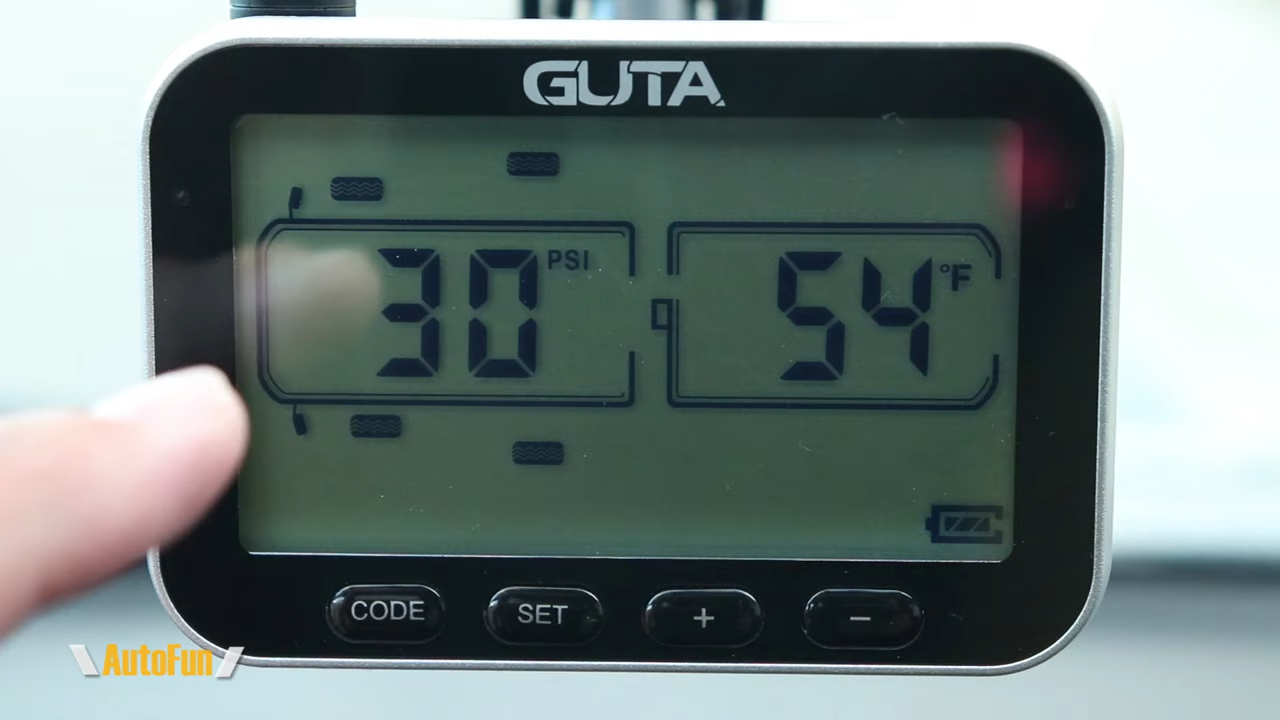 GUTA
30 PSI 54 °F
CODE SET + −
AutoFun